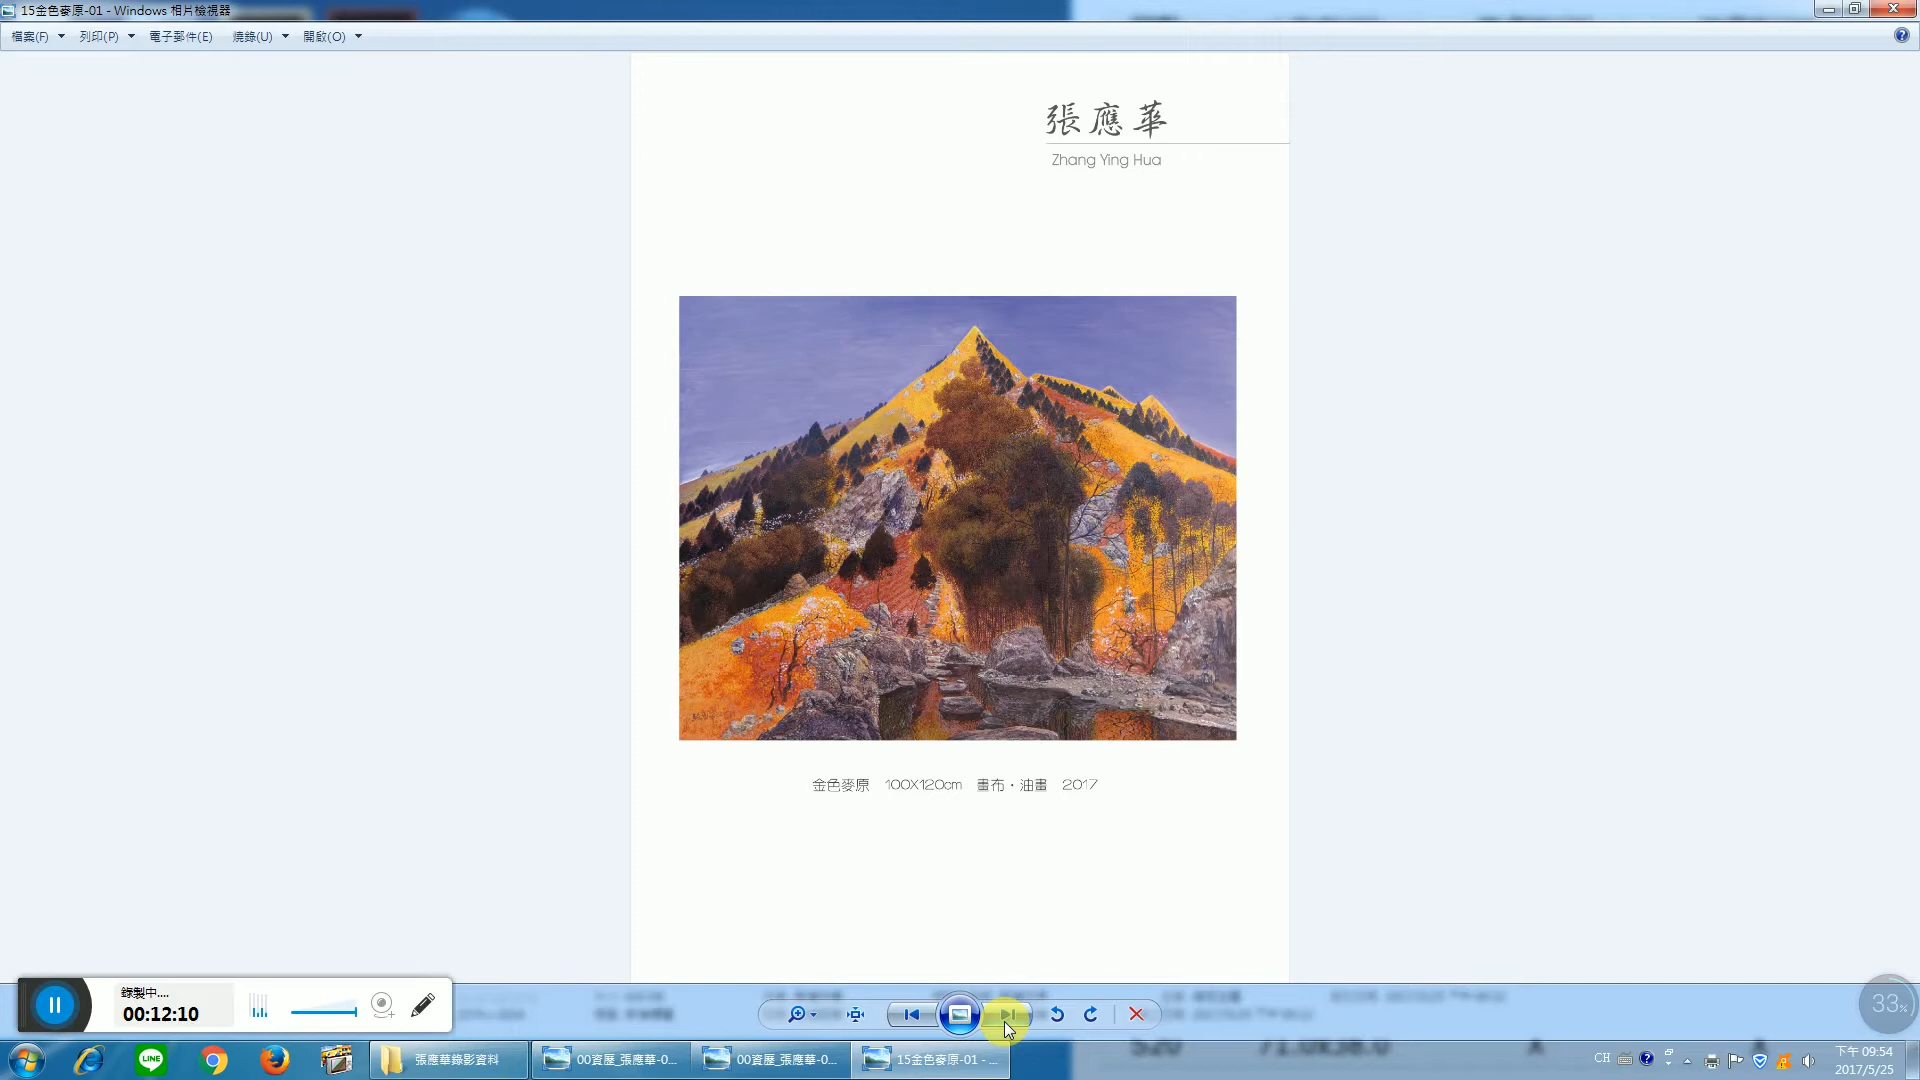 15金色麥原-01 - Windows 相片檢視器
檔案(F) 列印(P) 電子郵件(E) 燒錄(U) 開啟(O)
張應華
Zhang Ying Hua
金色麥原 100X120cm 畫布・油畫 2017
錄製中....
00:12:10
33%
LINE
張應華錄影資料
00資歷_張應華-0...
00資歷_張應華-0...
15金色麥原-01 - ...
CH
下午 09:54
2017/5/25